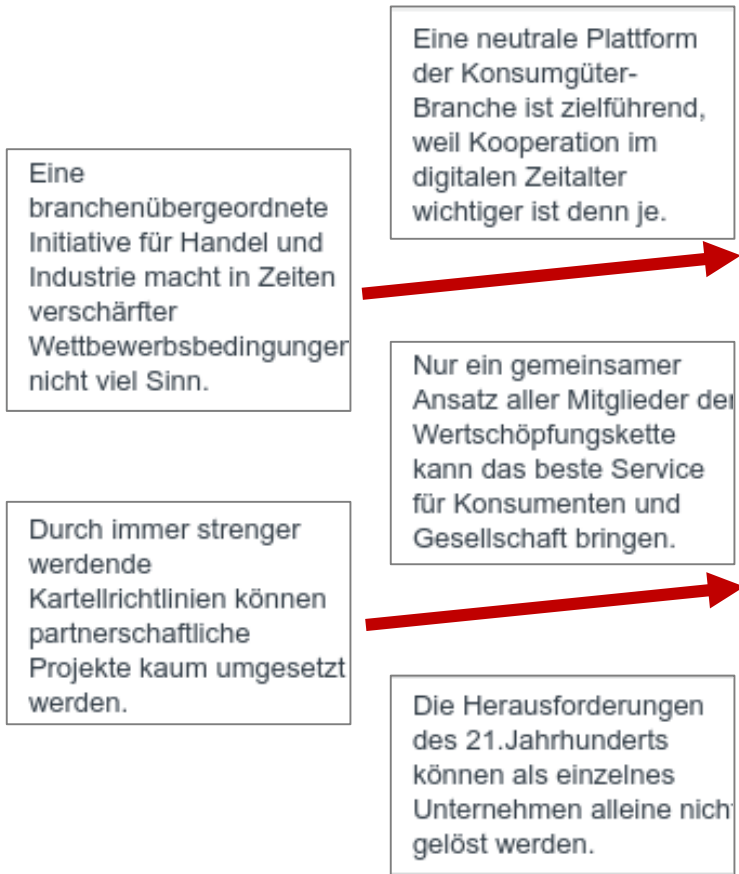 Eine neutrale Plattform
der Konsumgüter-
Branche ist zielführend,
weil Kooperation im
digitalen Zeitalter
wichtiger ist denn je.
Eine
branchenübergeordnete
Initiative für Handel und
Industrie macht in Zeiten
verschärfter
Wettbewerbsbedingunger
nicht viel Sinn.
Nur ein gemeinsamer
Ansatz aller Mitglieder der
Wertschöpfungskette
kann das beste Service
für Konsumenten und
Gesellschaft bringen.
Durch immer strenger
werdende
Kartellrichtlinien können
partnerschaftliche
Projekte kaum umgesetzt
werden.
Die Herausforderungen
des 21.Jahrhunderts
können als einzelnes
Unternehmen alleine nich
gelöst werden.